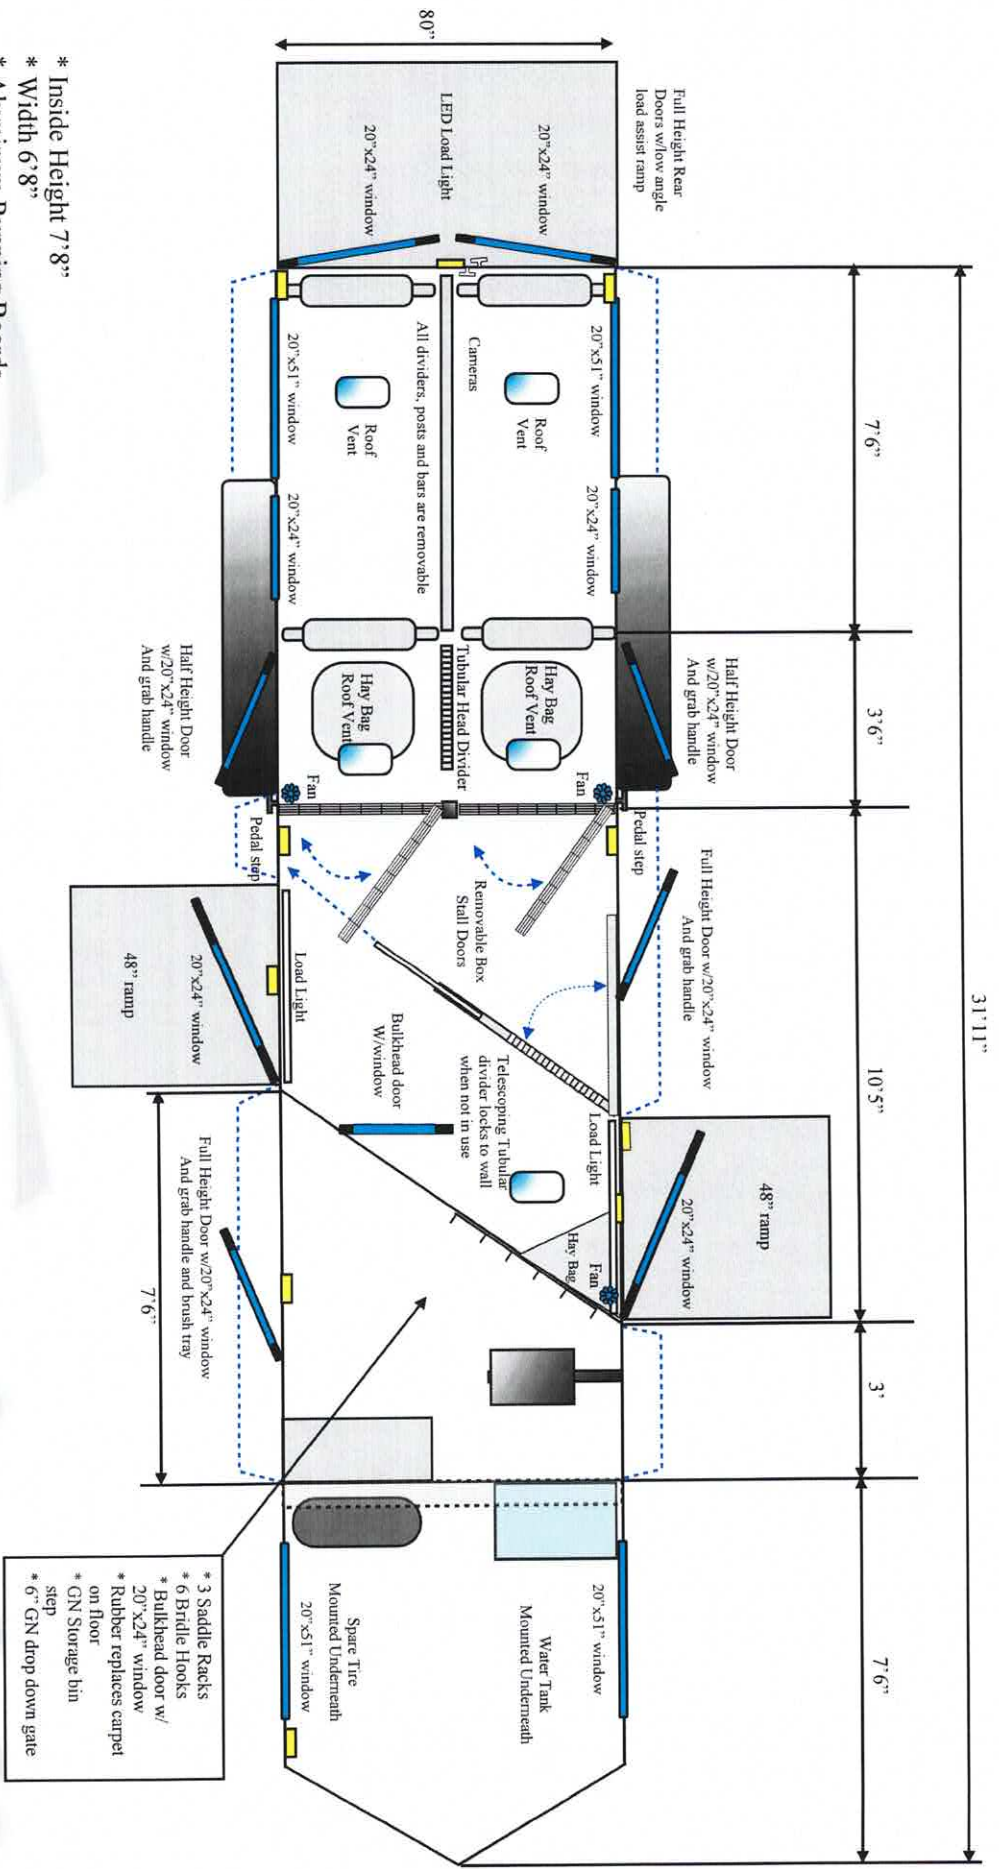 31'11"
7'6"
3'6"
10'5"
3'
7'6"
80"
Full Height Rear
Doors w/low angle
load assist ramp
Half Height Door
w/20"x24" window
And grab handle
Full Height Door w/20"x24" window
And grab handle
48" ramp
20"x24" window
20"x24" window
LED Load Light
20"x24" window
20"x51" window
20"x24" window
Roof
Vent
Cameras
All dividers, posts and bars are removable
Roof
Vent
20"x51" window
20"x24" window
Hay Bag
Roof Vent
Tubular Head Divider
Hay Bag
Roof Vent
Fan
Fan
Pedal step
Pedal step
Removable Box
Stall Doors
Load Light
Fan
Hay Bag
Telescoping Tubular
divider locks to wall
when not in use
Bulkhead door
W/window
Load Light
20"x24" window
48" ramp
20"x51" window
Water Tank
Mounted Underneath
Spare Tire
Mounted Underneath
20"x51" window
Half Height Door
w/20"x24" window
And grab handle
Full Height Door w/20"x24" window
And grab handle and brush tray
7'6"
* 3 Saddle Racks
* 6 Bridle Hooks
* Bulkhead door w/
20"x24" window
* Rubber replaces carpet
on floor
* GN Storage bin
step
* 6" GN drop down gate
* Inside Height 7'8"
* Width 6'8"